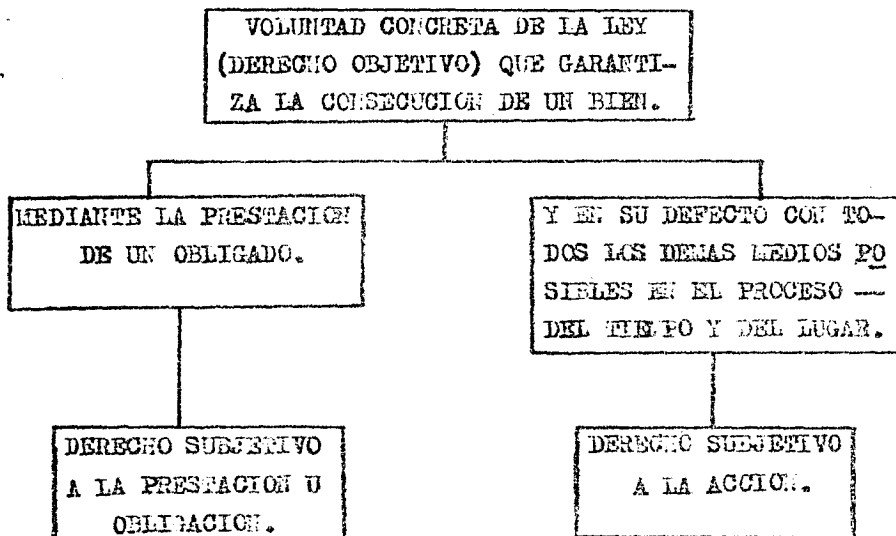 VOLUNTAD CONCRETA DE LA LEY
(DERECHO OBJETIVO) QUE GARANTI-
ZA LA CONSECUCION DE UN BIEN.
MEDIANTE LA PRESTACION
DE UN OBLIGADO.
Y EN SU DEFECTO CON TO-
DOS LOS DEMAS MEDIOS PO
SIBLES EN EL PROCESO --
DEL TIEMPO Y DEL LUGAR.
DERECHO SUBJETIVO
A LA PRESTACION U
OBLIGACION.
DERECHO SUBJETIVO
A LA ACCION.